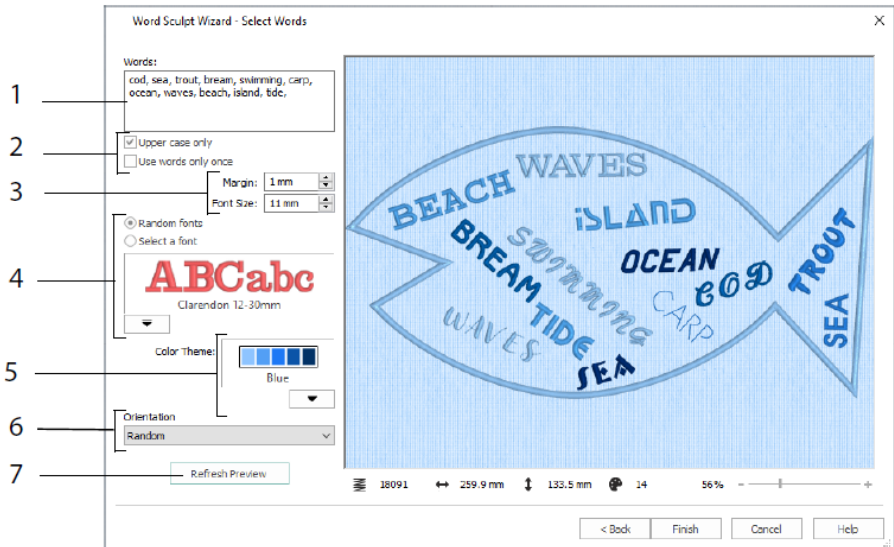 Word Sculpt Wizard - Select Words
Words:
1
cod, sea, trout, bream, swimming, carp,
ocean, waves, beach, island, tide,
2
Upper case only
Use words only once
3
Margin: 1 mm
Font Size: 11 mm
Random fonts
Select a font
4
ABCabc
Clarendon 12-30mm
5
Color Theme:
Blue
6
Orientation
Random
7
Refresh Preview
WAVES
BEACH
iSLAND
BREAM
SWIMMING
OCEAN
COD
TROUT
CARP
WAVES
TIDE
SEA
SEA
18091 259.9 mm 133.5 mm 14 56% - +
< Back Finish Cancel Help